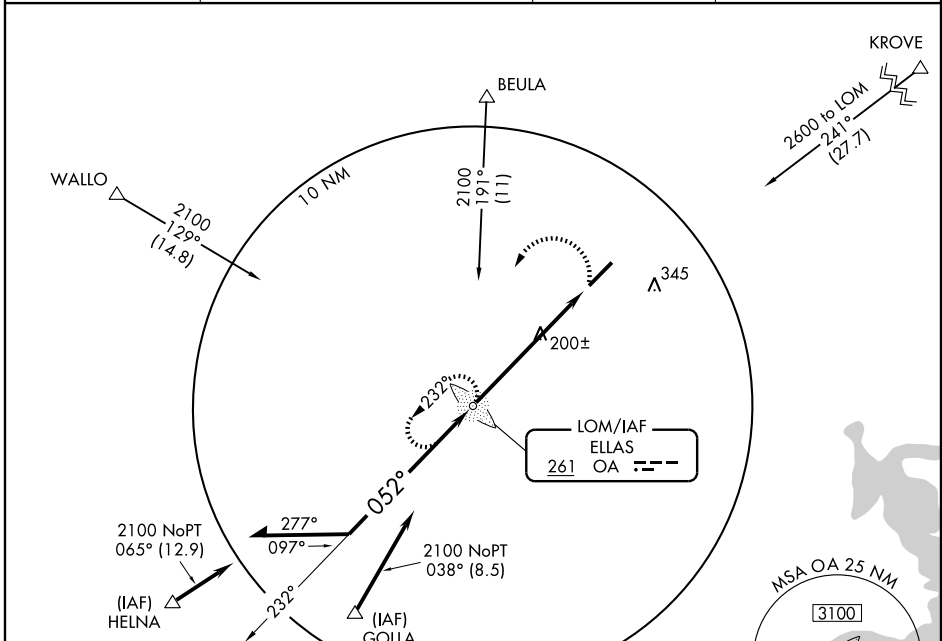 KROVE
2600 to LOM
241°
(27.7)
BEULA
2100
191°
(11)
10 NM
WALLO
2100
129°
(14.8)
345
200±
232°
LOM/IAF
ELLAS
261 OA
052°
277°
097°
2100 NoPT
065° (12.9)
2100 NoPT
038° (8.5)
232°
(IAF)
HELNA
(IAF)
GOLLA
MSA OA 25 NM
3100